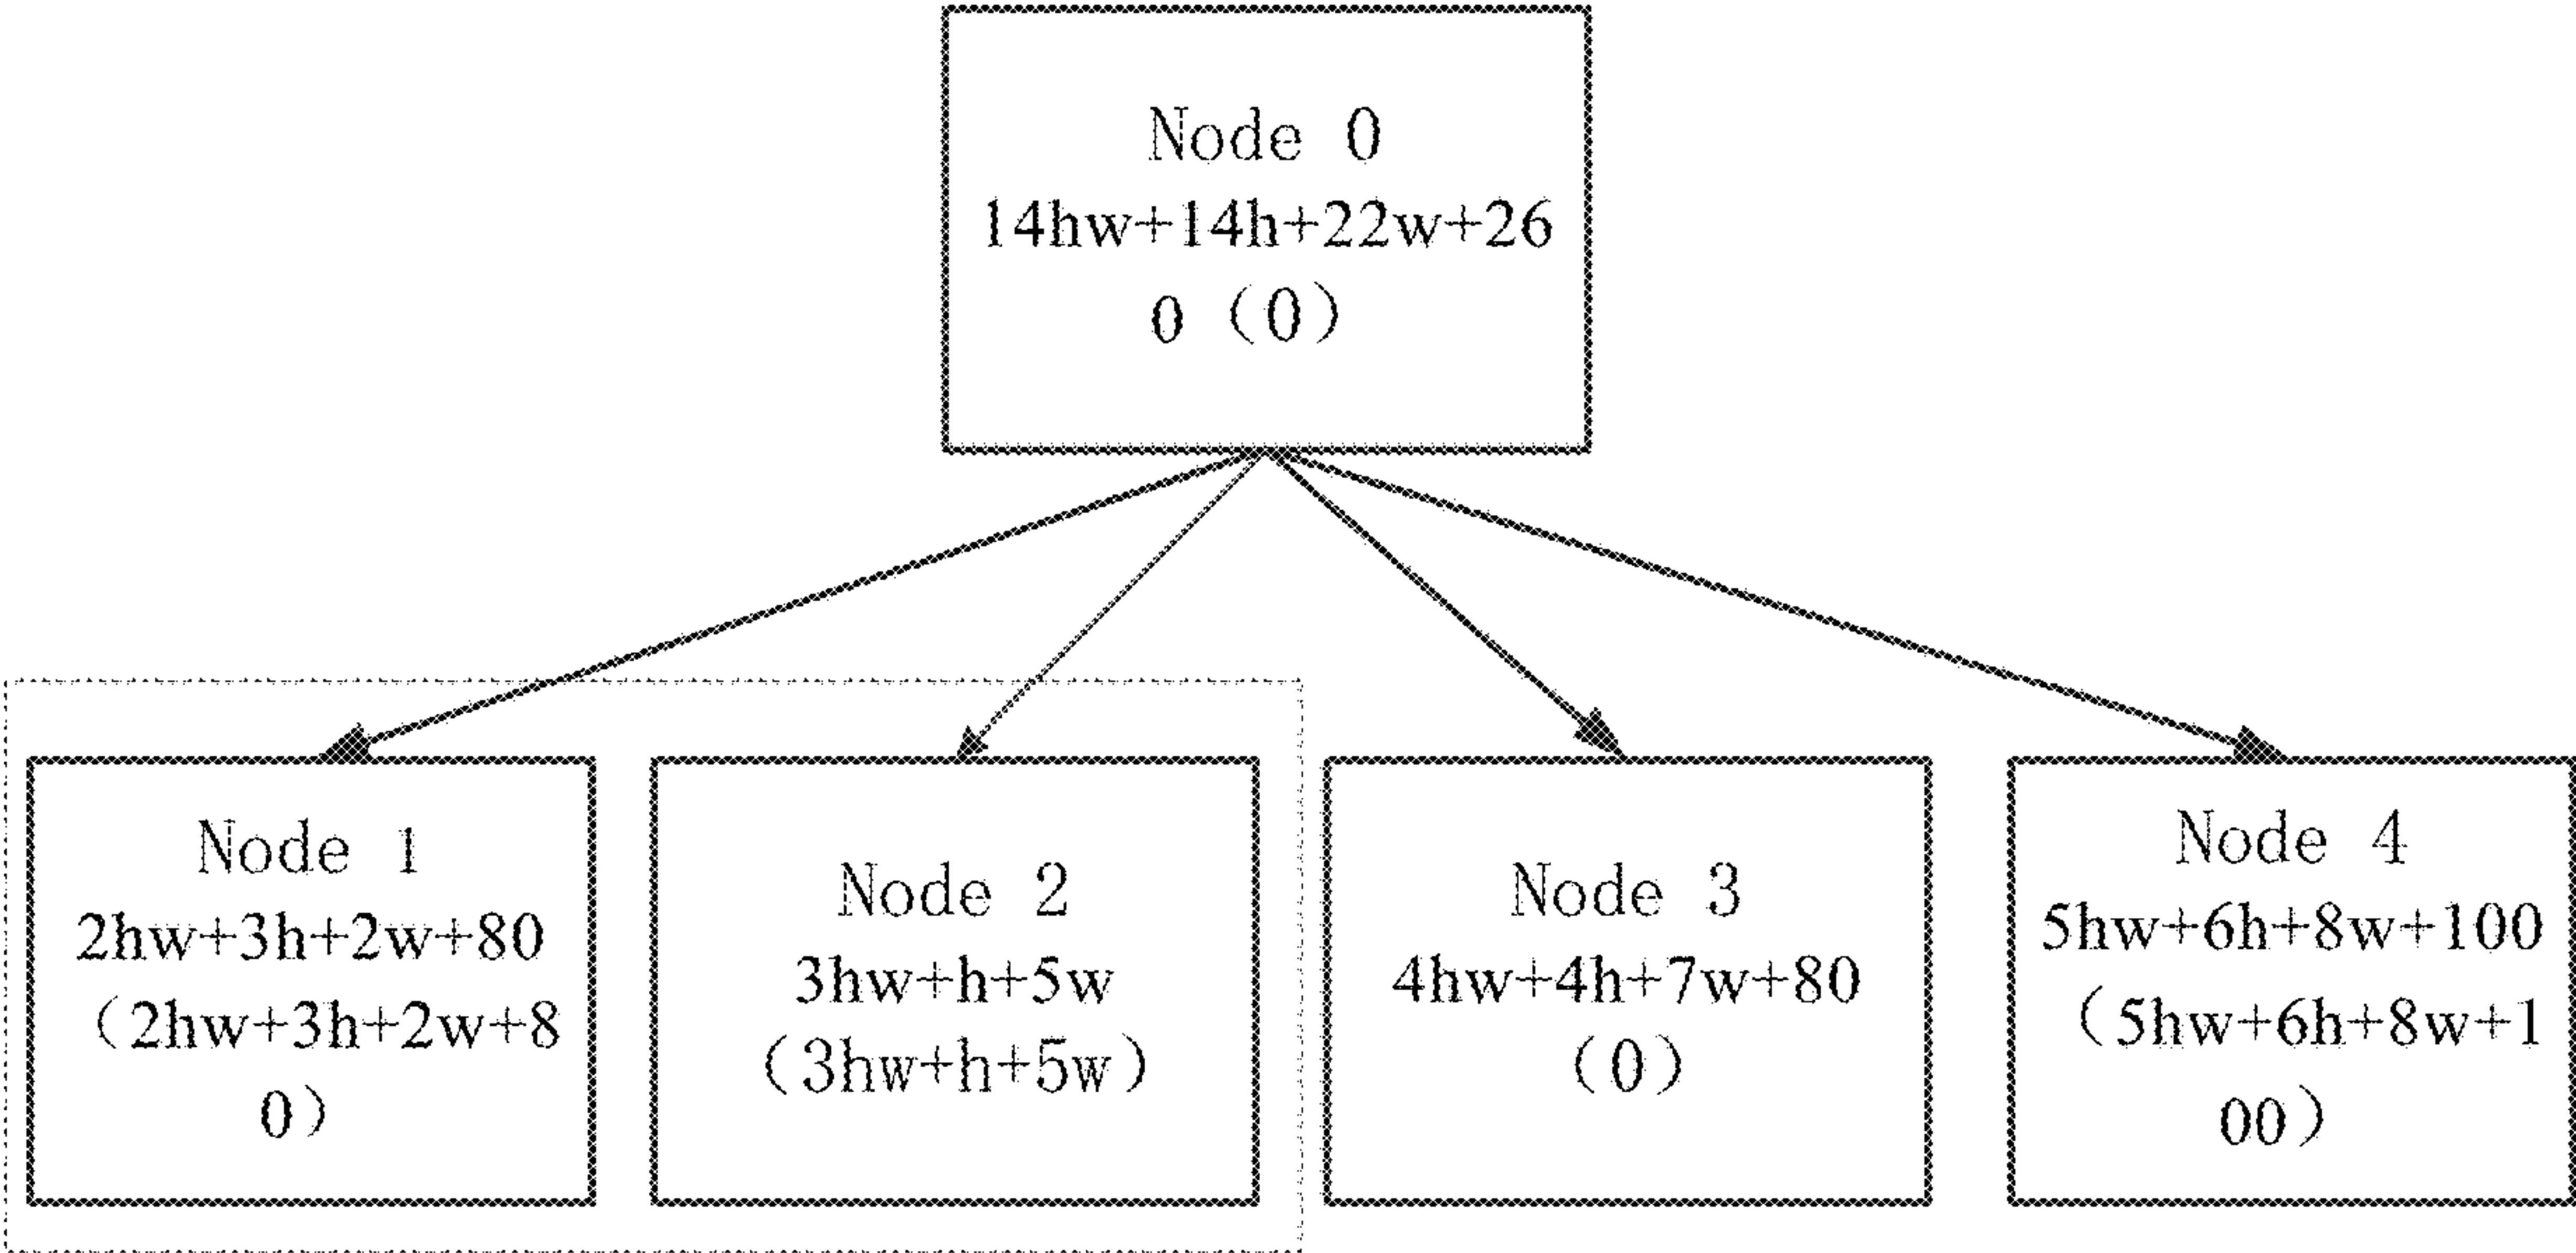 Node 0
14hw+14h+22w+26
0（0）
Node 1
2hw+3h+2w+80
（2hw+3h+2w+8
0）
Node 2
3hw+h+5w
（3hw+h+5w）
Node 3
4hw+4h+7w+80
（0）
Node 4
5hw+6h+8w+100
（5hw+6h+8w+1
00）